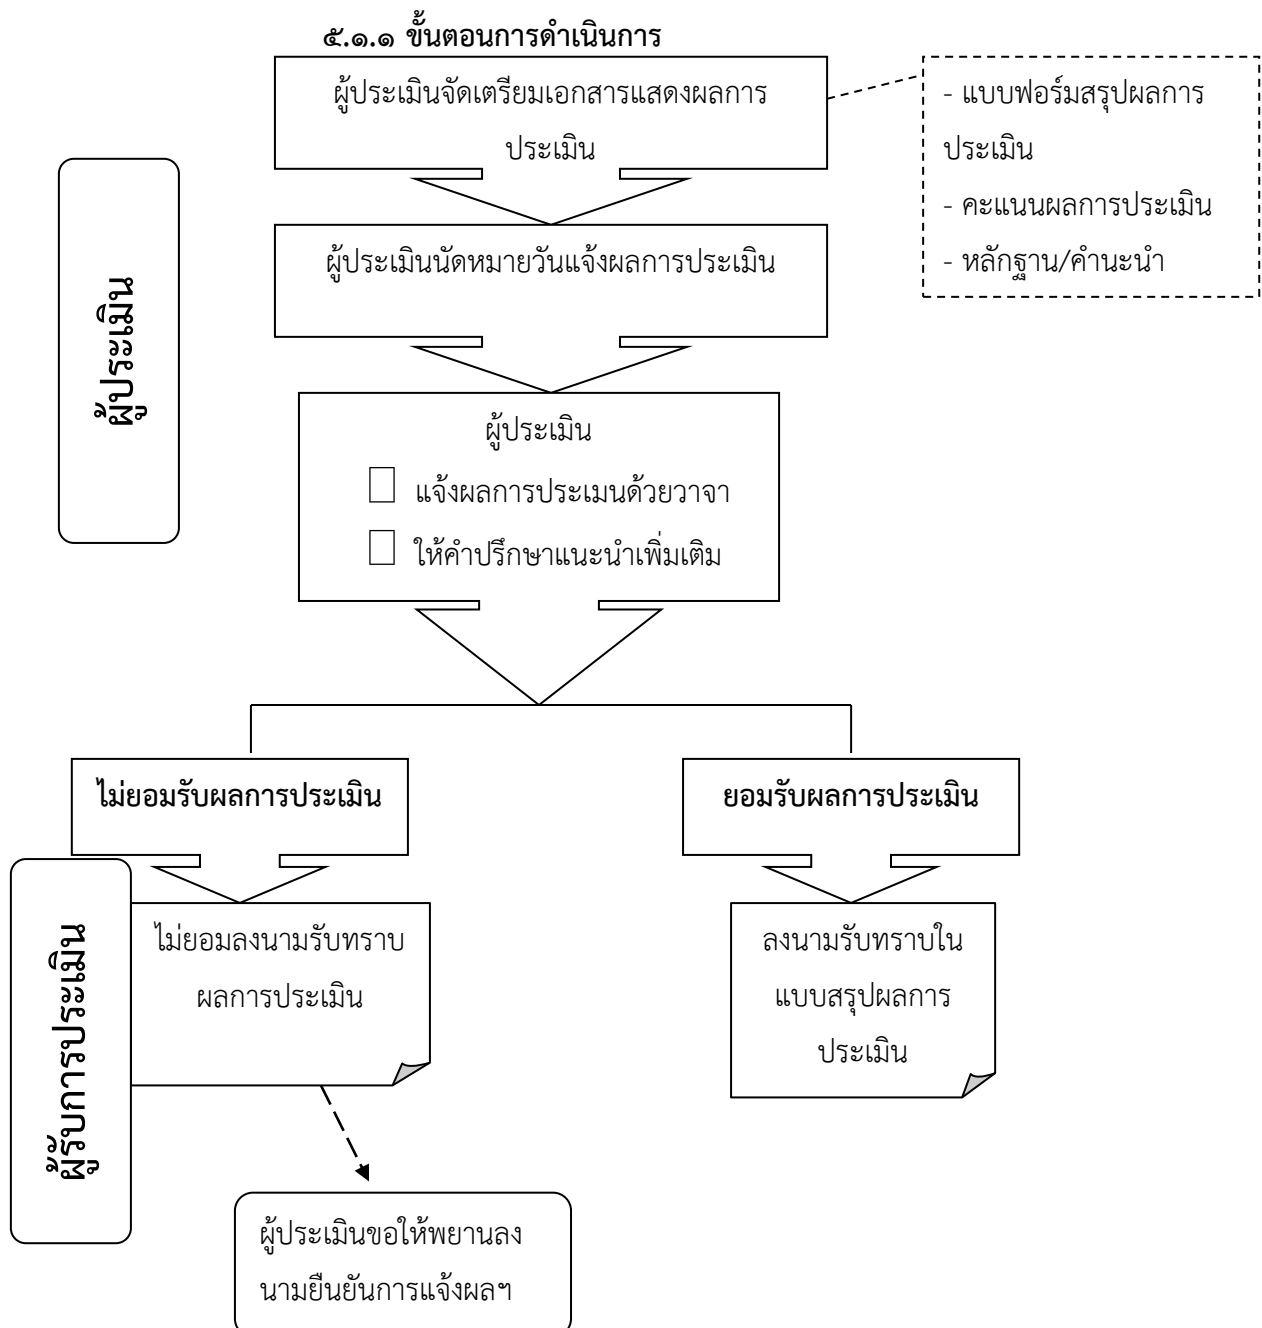 ๕.๑.๑ ขั้นตอนการดำเนินการ
ผู้ประเมินจัดเตรียมเอกสารแสดงผลการ
ประเมิน
- แบบฟอร์มสรุปผลการ
ประเมิน
- คะแนนผลการประเมิน
- หลักฐาน/คำนะนำ
ผู้ประเมินนัดหมายวันแจ้งผลการประเมิน
ผู้ประเมิน
ผู้ประเมิน
แจ้งผลการประเมนด้วยวาจา
ให้คำปรึกษาแนะนำเพิ่มเติม
ไม่ยอมรับผลการประเมิน
ยอมรับผลการประเมิน
ผู้รับการประเมิน
ไม่ยอมลงนามรับทราบ
ผลการประเมิน
ลงนามรับทราบใน
แบบสรุปผลการ
ประเมิน
ผู้ประเมินขอให้พยานลง
นามยืนยันการแจ้งผลฯ